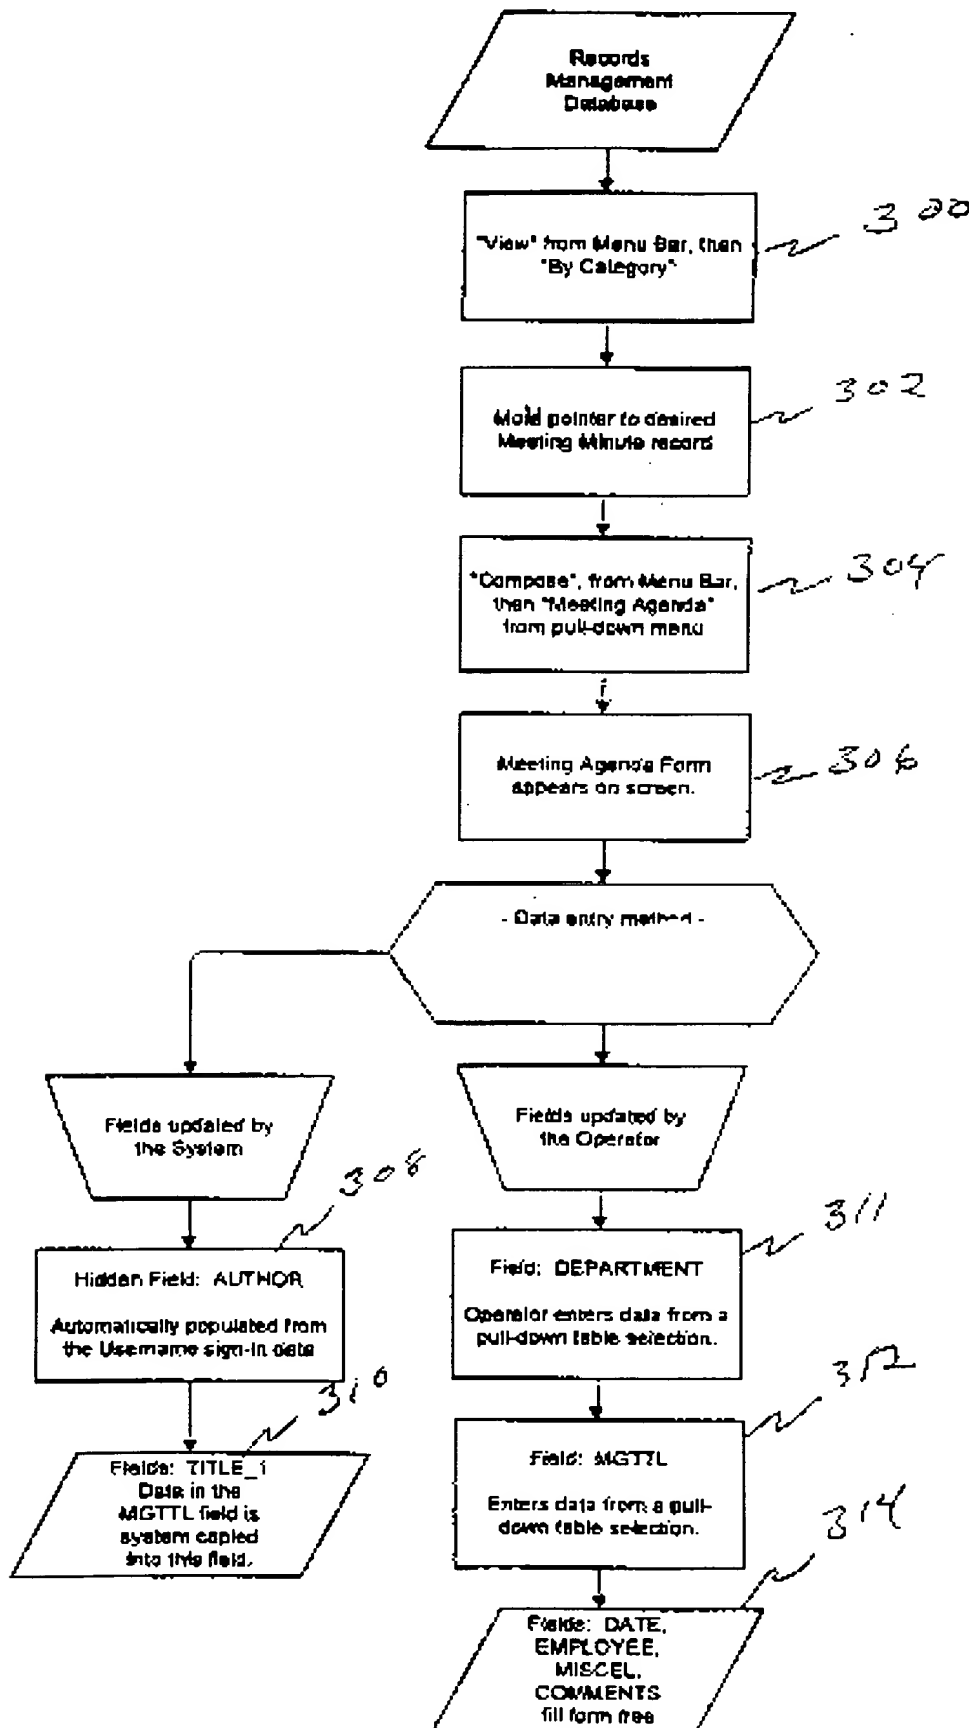 Records
Management
Database
"View" from Menu Bar, then
"By Category"
300
Mold pointer to desired
Meeting Minute record
302
"Compose", from Menu Bar,
then "Meeting Agenda"
from pull-down menu
304
Meeting Agenda Form
appears on screen.
306
- Data entry method -
Fields updated by
the System
Fields updated by
the Operator
308
Hidden Field: AUTHOR
Automatically populated from
the Username sign-in data
311
Field: DEPARTMENT
Operator enters data from a
pull-down table selection.
310
Fields: TITLE_1
Data in the
MGTTL field is
system copied
into this field.
312
Field: MGTTL
Enters data from a pull-
down table selection.
314
Fields: DATE,
EMPLOYEE,
MISCEL,
COMMENTS
fill form free